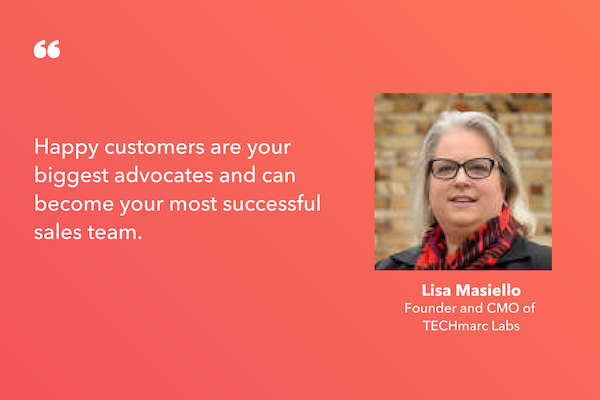 ❝
Happy customers are your
biggest advocates and can
become your most successful
sales team.
Lisa Masiello
Founder and CMO of
TECHmarc Labs